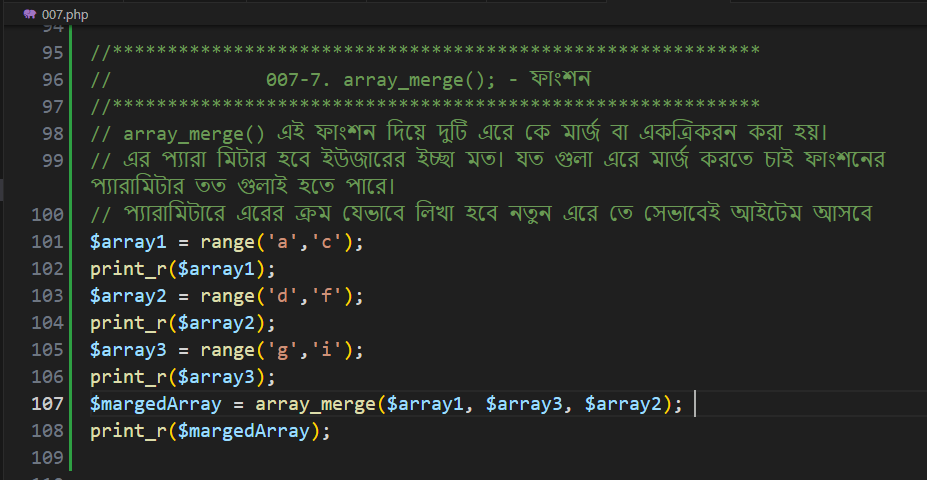 007.php
94
95 //***********************************************************
96 //              007-7. array_merge(); - ফাংশন
97 //***********************************************************
98 // array_merge() এই ফাংশন দিয়ে দুটি এরে কে মার্জ বা একত্রিকরন করা হয়।
99 // এর প্যারা মিটার হবে ইউজারের ইচ্ছা মত। যত গুলা এরে মার্জ করতে চাই ফাংশনের
প্যারামিটার তত গুলাই হতে পারে।
100 // প্যারামিটারে এরের ক্রম যেভাবে লিখা হবে নতুন এরে তে সেভাবেই আইটেম আসবে
101 $array1 = range('a','c');
102 print_r($array1);
103 $array2 = range('d','f');
104 print_r($array2);
105 $array3 = range('g','i');
106 print_r($array3);
107 $margedArray = array_merge($array1, $array3, $array2);
108 print_r($margedArray);
109